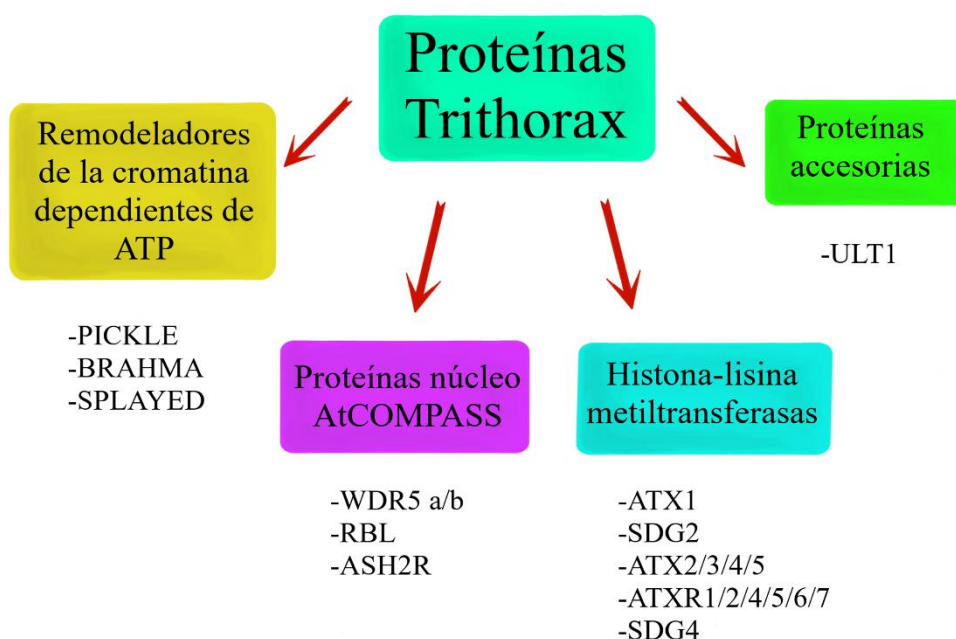 Proteínas
Trithorax
Remodeladores
de la cromatina
dependientes de
ATP
-PICKLE
-BRAHMA
-SPLAYED
Proteínas núcleo
AtCOMPASS
-WDR5 a/b
-RBL
-ASH2R
Histona-lisina
metiltransferasas
-ATX1
-SDG2
-ATX2/3/4/5
-ATXR1/2/4/5/6/7
-SDG4
Proteínas
accesorias
-ULT1